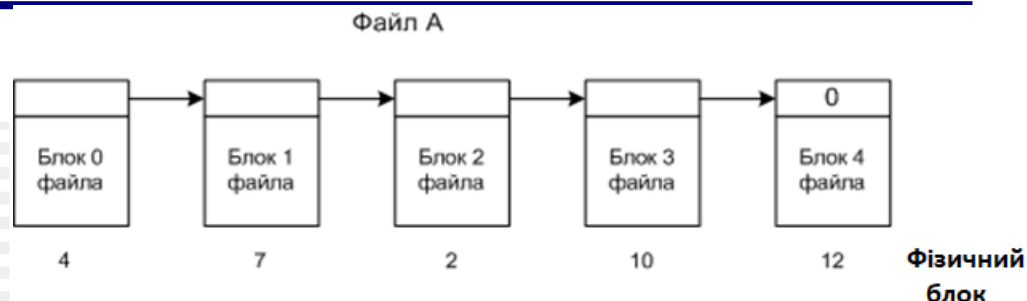 Файл A
0
Блок 0
файла
Блок 1
файла
Блок 2
файла
Блок 3
файла
Блок 4
файла
4
7
2
10
12
Фізичний
блок